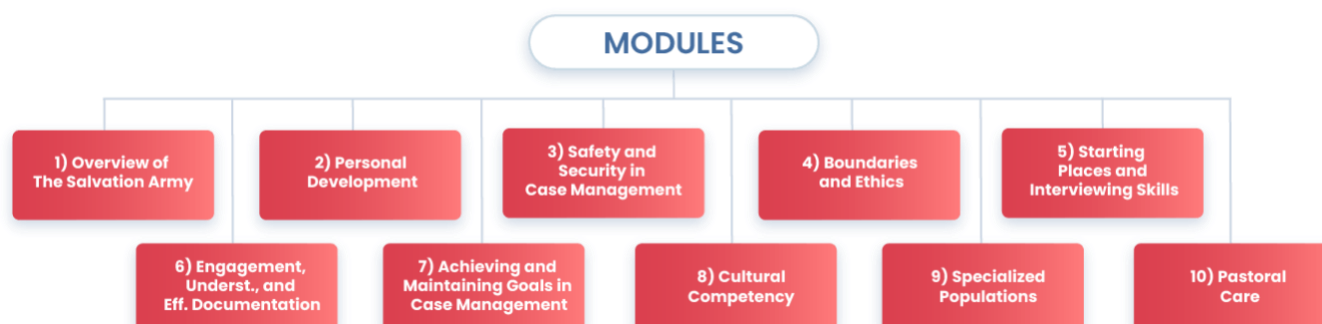 MODULES
1) Overview of
The Salvation Army
2) Personal
Development
3) Safety and
Security in
Case Management
4) Boundaries
and Ethics
5) Starting
Places and
Interviewing Skills
6) Engagement,
Underst., and
Eff. Documentation
7) Achieving and
Maintaining Goals in
Case Management
8) Cultural
Competency
9) Specialized
Populations
10) Pastoral
Care